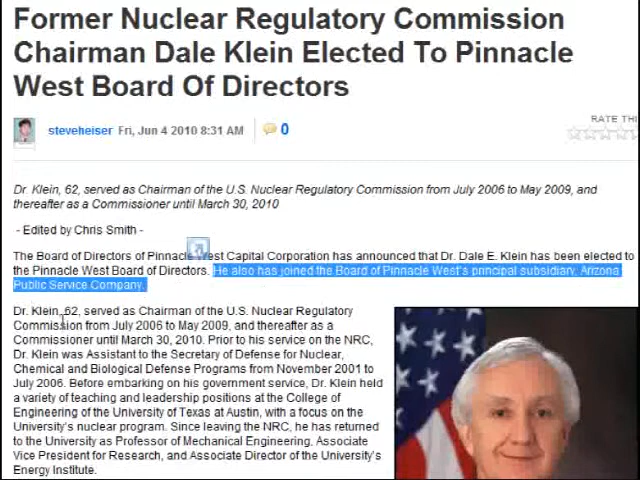 Former Nuclear Regulatory Commission
Chairman Dale Klein Elected To Pinnacle
West Board Of Directors
steveheiser Fri, Jun 4 2010 8:31 AM 0
RATE THI
Dr. Klein, 62, served as Chairman of the U.S. Nuclear Regulatory Commission from July 2006 to May 2009, and
thereafter as a Commissioner until March 30, 2010
- Edited by Chris Smith -
The Board of Directors of Pinnacle West Capital Corporation has announced that Dr. Dale E. Klein has been elected to
the Pinnacle West Board of Directors. He also has joined the Board of Pinnacle West's principal subsidiary, Arizona
Public Service Company.
Dr. Klein, 62, served as Chairman of the U.S. Nuclear Regulatory
Commission from July 2006 to May 2009, and thereafter as a
Commissioner until March 30, 2010. Prior to his service on the NRC,
Dr. Klein was Assistant to the Secretary of Defense for Nuclear,
Chemical and Biological Defense Programs from November 2001 to
July 2006. Before embarking on his government service, Dr. Klein held
a variety of teaching and leadership positions at the College of
Engineering of the University of Texas at Austin, with a focus on the
University's nuclear program. Since leaving the NRC, he has returned
to the University as Professor of Mechanical Engineering, Associate
Vice President for Research, and Associate Director of the University's
Energy Institute.